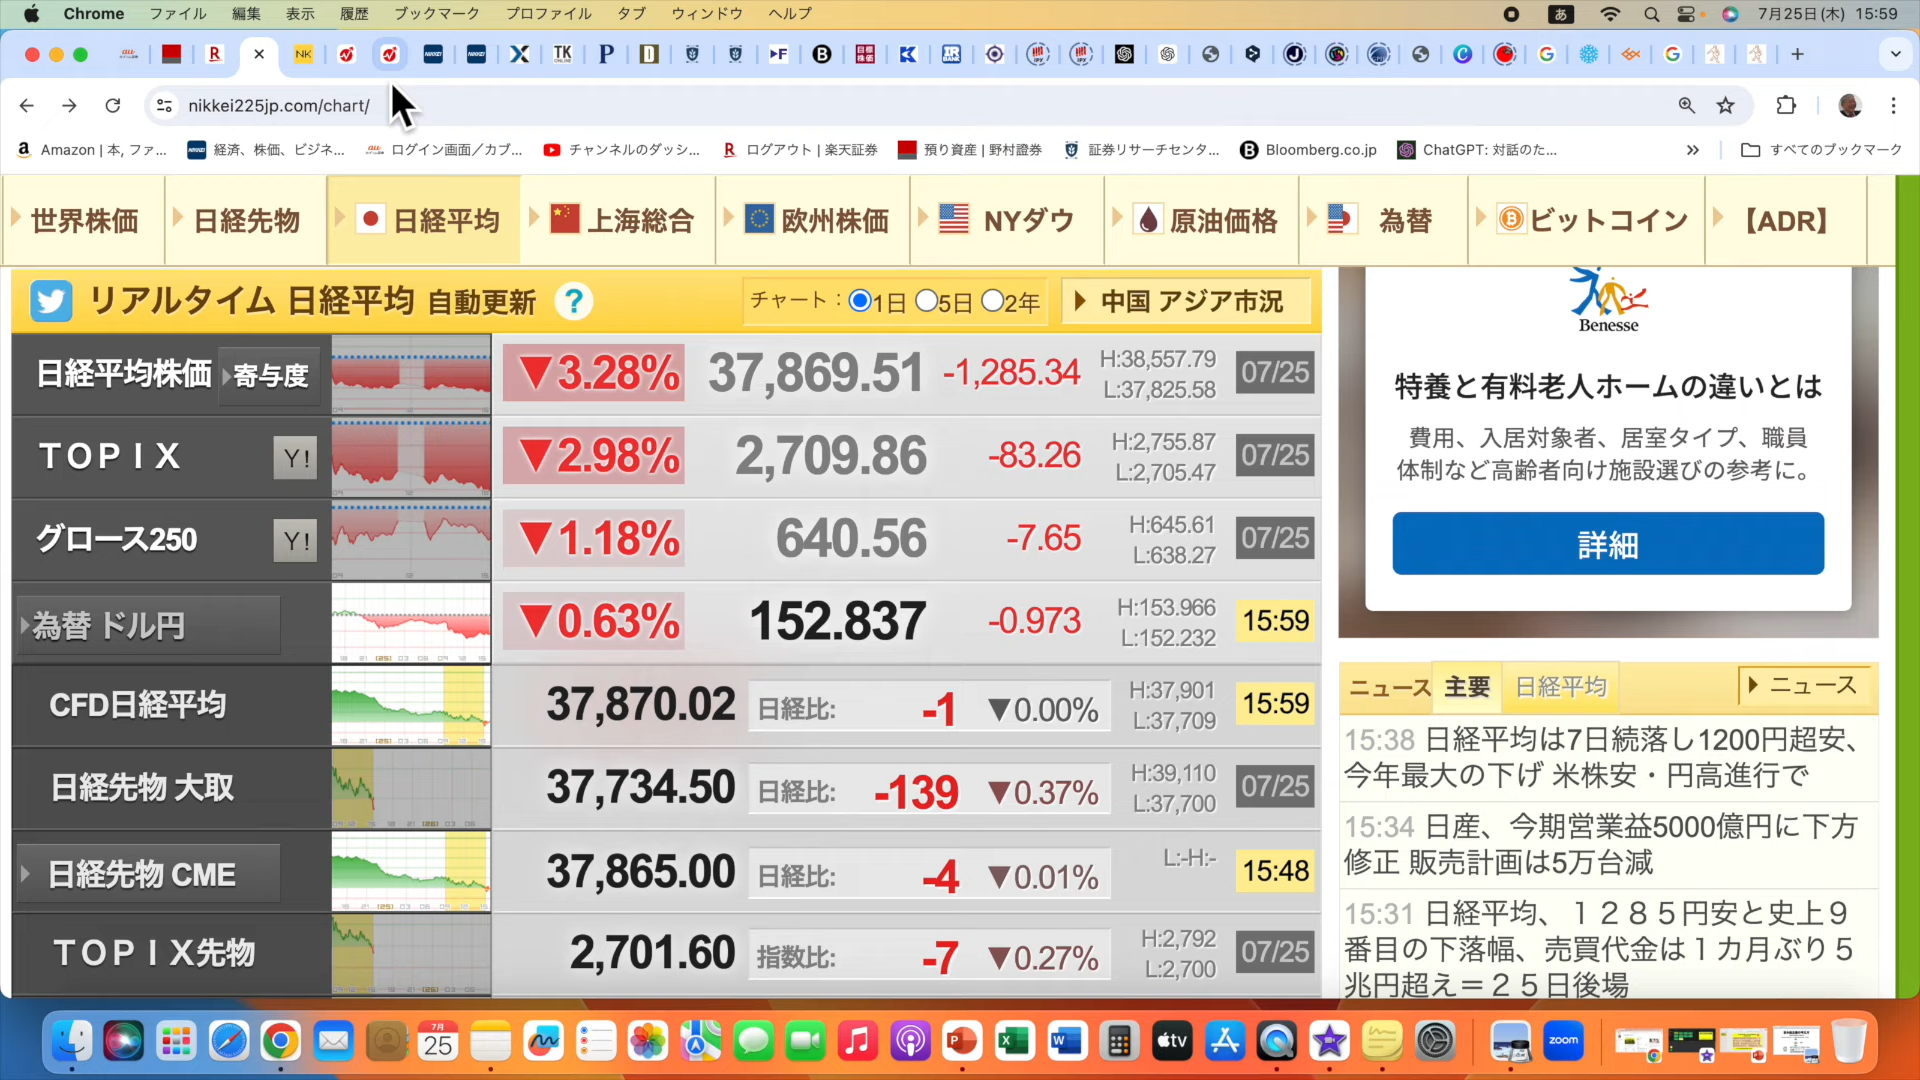 Chrome ファイル 編集 表示 履歴 ブックマーク プロファイル タブ ウィンドウ ヘルプ あ 7月25日(木) 15:59
nikkei225jp.com/chart/
Amazon | 本, ファ... 経済、株価、ビジネ... ログイン画面／カブ... チャンネルのダッシ... ログアウト | 楽天証券 預り資産 | 野村證券 証券リサーチセンタ... Bloomberg.co.jp ChatGPT: 対話のた... » すべてのブックマーク
世界株価 日経先物 日経平均 上海総合 欧州株価 NYダウ 原油価格 為替 ビットコイン 【ADR】
リアルタイム 日経平均 自動更新 ? チャート：1日 5日 2年 中国 アジア市況
日経平均株価 寄与度 ▼3.28% 37,869.51 -1,285.34 H:38,557.79 L:37,825.58 07/25
ＴＯＰＩＸ Y! ▼2.98% 2,709.86 -83.26 H:2,755.87 L:2,705.47 07/25
グロース250 Y! ▼1.18% 640.56 -7.65 H:645.61 L:638.27 07/25
為替 ドル円 ▼0.63% 152.837 -0.973 H:153.966 L:152.232 15:59
CFD日経平均 37,870.02 日経比: -1 ▼0.00% H:37,901 L:37,709 15:59
日経先物 大取 37,734.50 日経比: -139 ▼0.37% H:39,110 L:37,700 07/25
日経先物 CME 37,865.00 日経比: -4 ▼0.01% L:-H:- 15:48
ＴＯＰＩＸ先物 2,701.60 指数比: -7 ▼0.27% H:2,792 L:2,700 07/25
Benesse
特養と有料老人ホームの違いとは
費用、入居対象者、居室タイプ、職員
体制など高齢者向け施設選びの参考に。
詳細
ニュース 主要 日経平均 ニュース
15:38 日経平均は7日続落し1200円超安、
今年最大の下げ 米株安・円高進行で
15:34 日産、今期営業益5000億円に下方
修正 販売計画は5万台減
15:31 日経平均、１２８５円安と史上９
番目の下落幅、売買代金は１カ月ぶり５
兆円超え＝２５日後場
7月
25
tv
zoom